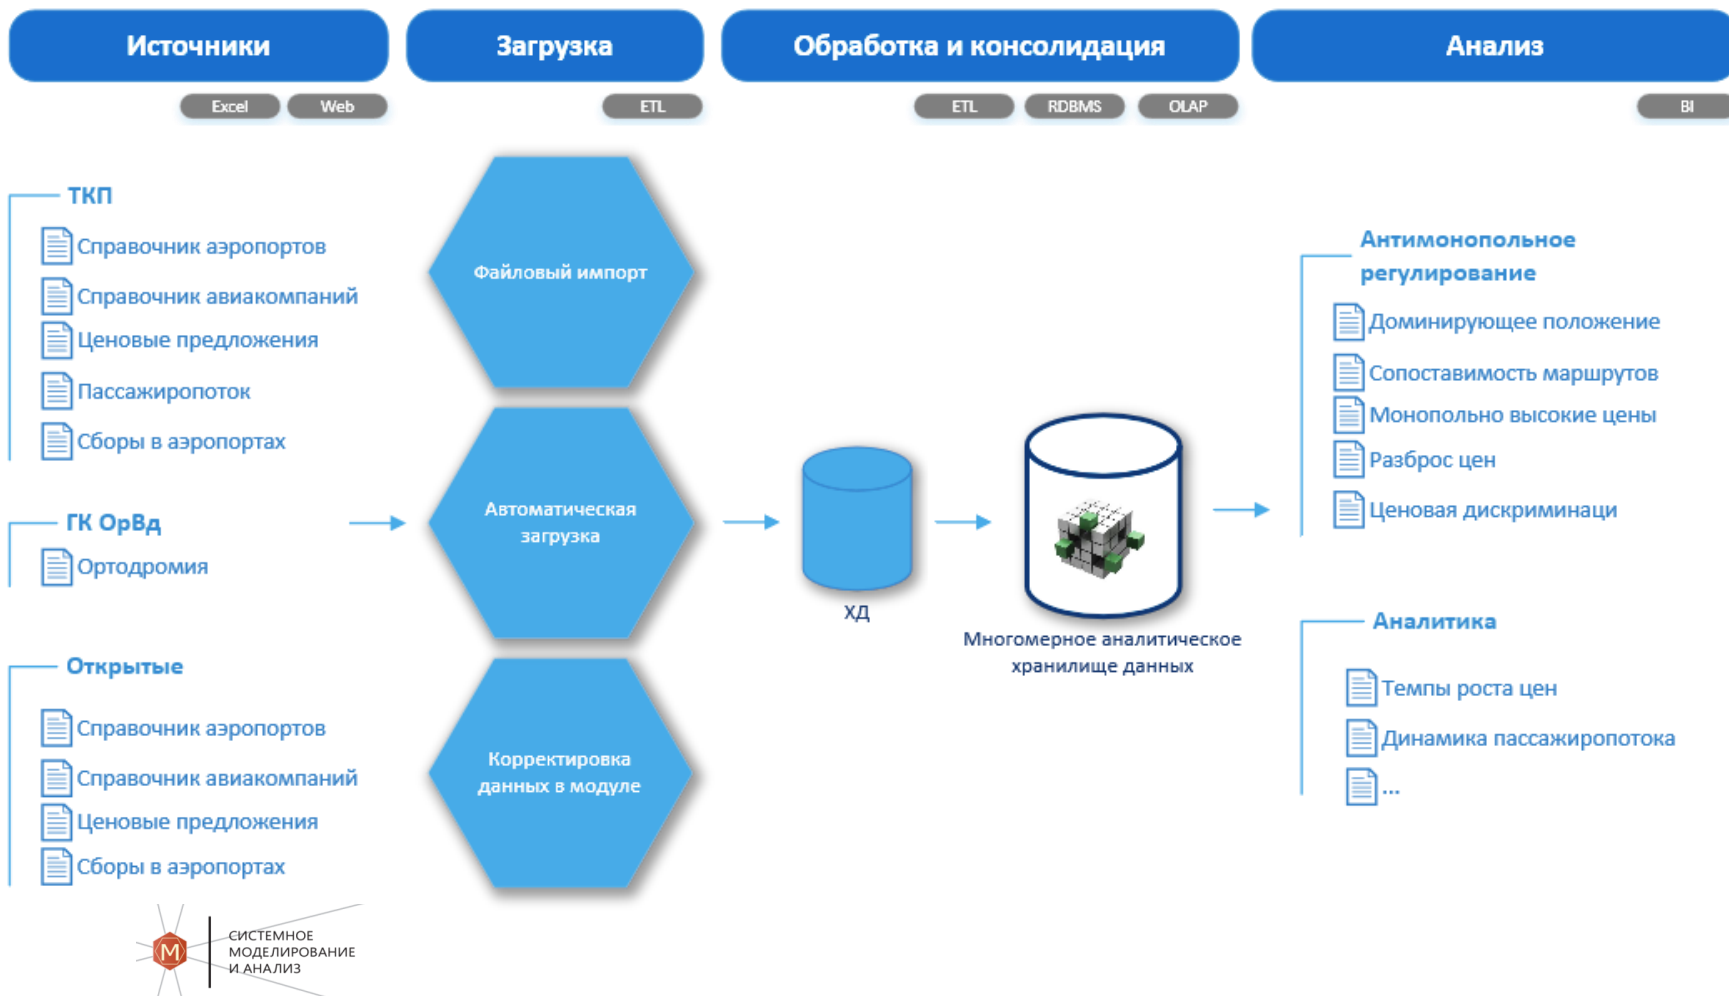 Источники
Загрузка
Обработка и консолидация
Анализ
Excel
Web
ETL
ETL
RDBMS
OLAP
BI
ТКП
Справочник аэропортов
Справочник авиакомпаний
Ценовые предложения
Пассажиропоток
Сборы в аэропортах
ГК ОрВд
Ортодромия
Открытые
Справочник аэропортов
Справочник авиакомпаний
Ценовые предложения
Сборы в аэропортах
Файловый импорт
Автоматическая
загрузка
Корректировка
данных в модуле
ХД
Многомерное аналитическое
хранилище данных
Антимонопольное
регулирование
Доминирующее положение
Сопоставимость маршрутов
Монопольно высокие цены
Разброс цен
Ценовая дискриминаци
Аналитика
Темпы роста цен
Динамика пассажиропотока
...
М
СИСТЕМНОЕ
МОДЕЛИРОВАНИЕ
И АНАЛИЗ